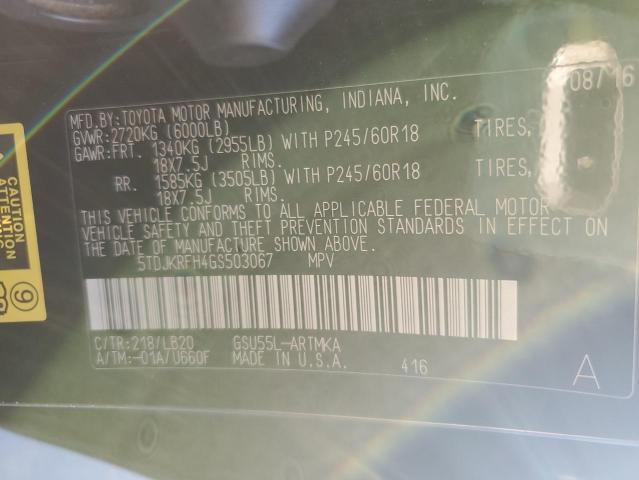 08/16
MFD.BY:TOYOTA MOTOR MANUFACTURING, INDIANA, INC.
GVWR:2720KG (6000LB)
GAWR:FRT. 1340KG (2955LB) WITH P245/60R18 TIRES,
18X7.5J RIMS.
RR. 1585KG (3505LB) WITH P245/60R18 TIRES,
18X7.5J RIMS.
THIS VEHICLE CONFORMS TO ALL APPLICABLE FEDERAL MOTOR
VEHICLE SAFETY AND THEFT PREVENTION STANDARDS IN EFFECT ON
THE DATE OF MANUFACTURE SHOWN ABOVE.
5TDJKRFH4GS503067 MPV
C/TR:218/LB20 GSU55L-ARTMKA
A/TM:-01A/U660F MADE IN U.S.A. 416
A
CAUTION
ATTENTION
9